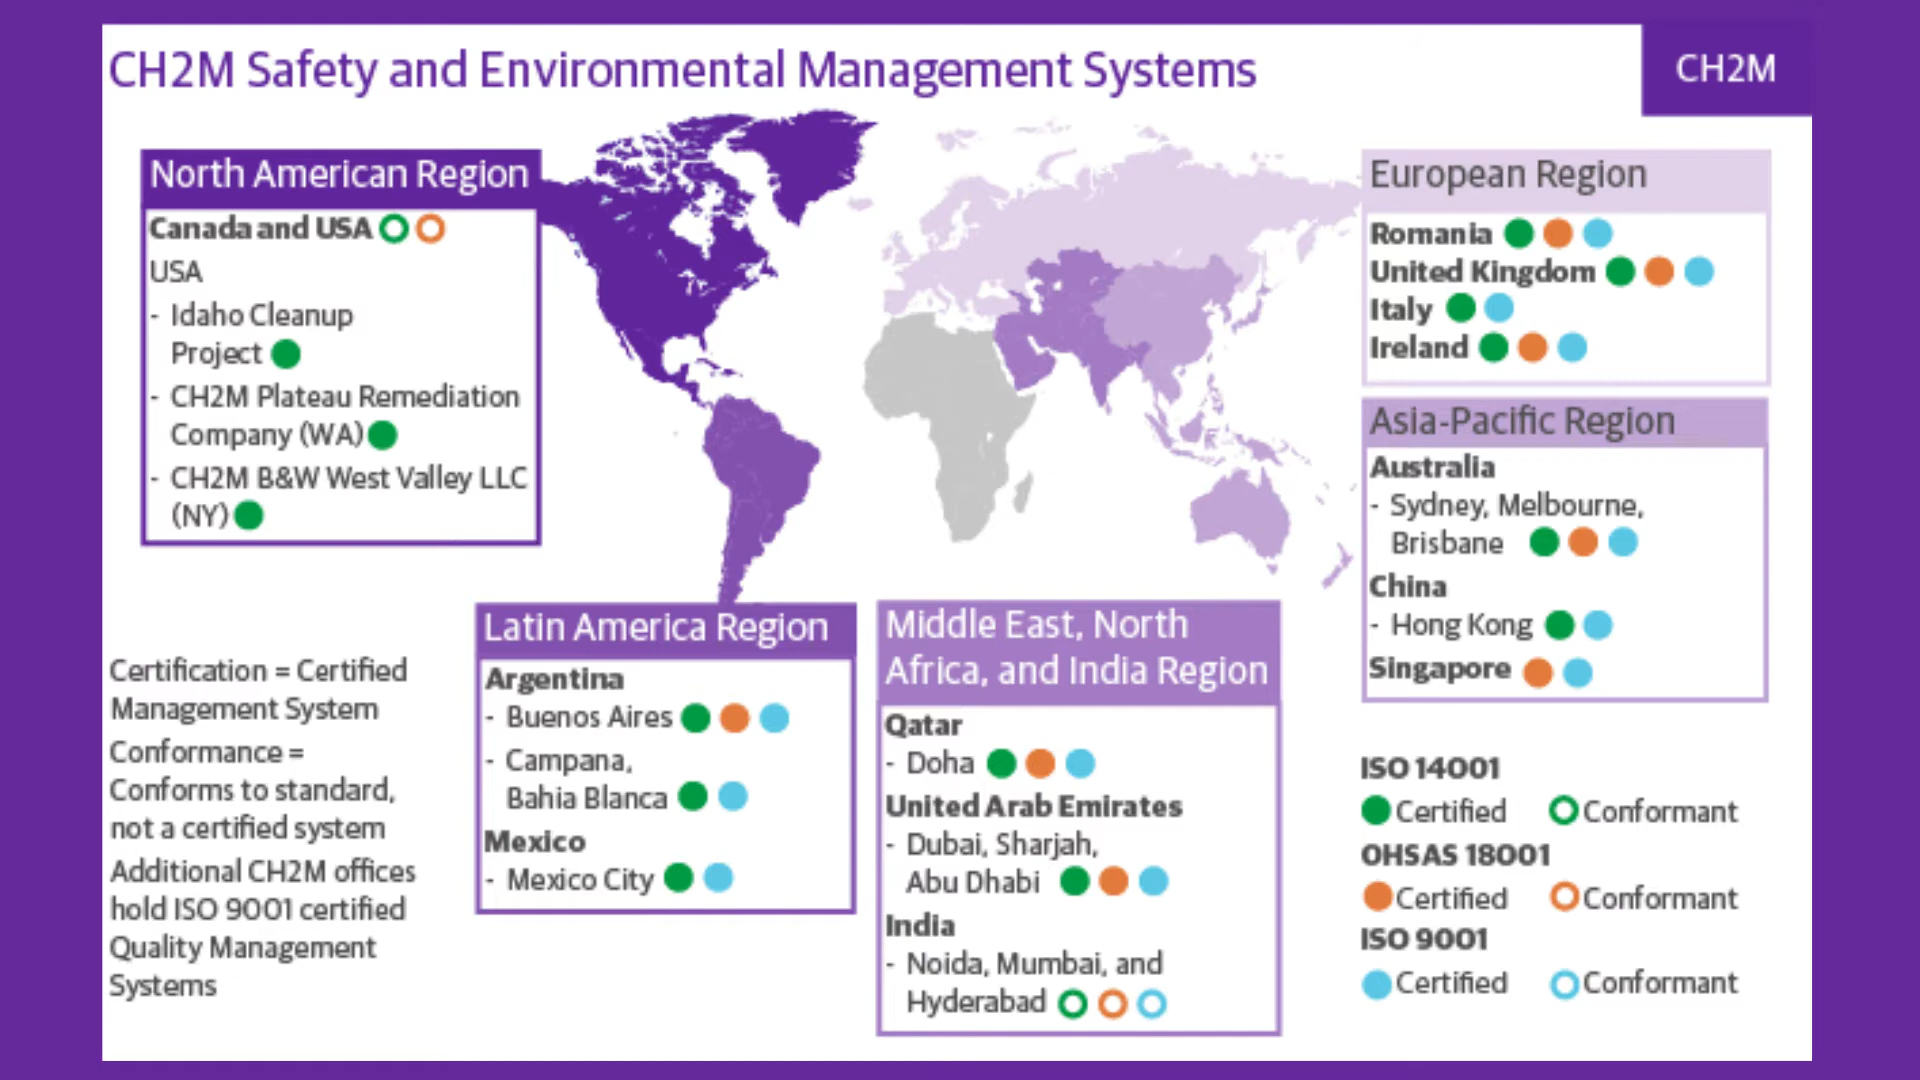 CH2M Safety and Environmental Management Systems
CH2M
North American Region
Canada and USA
USA
- Idaho Cleanup
Project
- CH2M Plateau Remediation
Company (WA)
- CH2M B&W West Valley LLC
(NY)
European Region
Romania
United Kingdom
Italy
Ireland
Asia-Pacific Region
Australia
- Sydney, Melbourne,
Brisbane
China
- Hong Kong
Singapore
Latin America Region
Argentina
- Buenos Aires
- Campana,
Bahia Blanca
Mexico
- Mexico City
Middle East, North
Africa, and India Region
Qatar
- Doha
United Arab Emirates
- Dubai, Sharjah,
Abu Dhabi
India
- Noida, Mumbai, and
Hyderabad
Certification = Certified
Management System
Conformance =
Conforms to standard,
not a certified system
Additional CH2M offices
hold ISO 9001 certified
Quality Management
Systems
ISO 14001
Certified Conformant
OHSAS 18001
Certified Conformant
ISO 9001
Certified Conformant